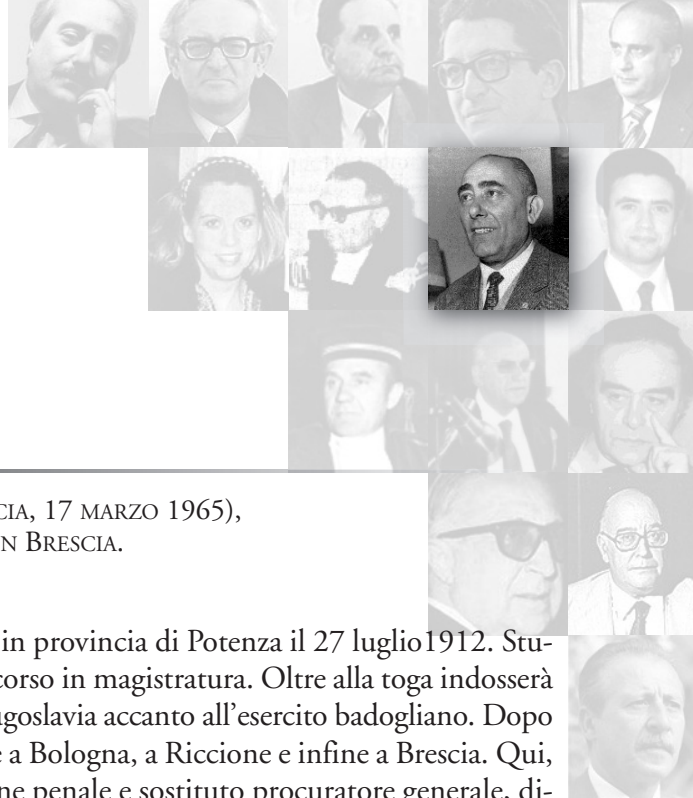 CIA, 17 MARZO 1965),
N BRESCIA.
in provincia di Potenza il 27 luglio1912. Stu-
corso in magistratura. Oltre alla toga indosserà
ugoslavia accanto all'esercito badogliano. Dopo
e a Bologna, a Riccione e infine a Brescia. Qui,
ne penale e sostituto procuratore generale, di-